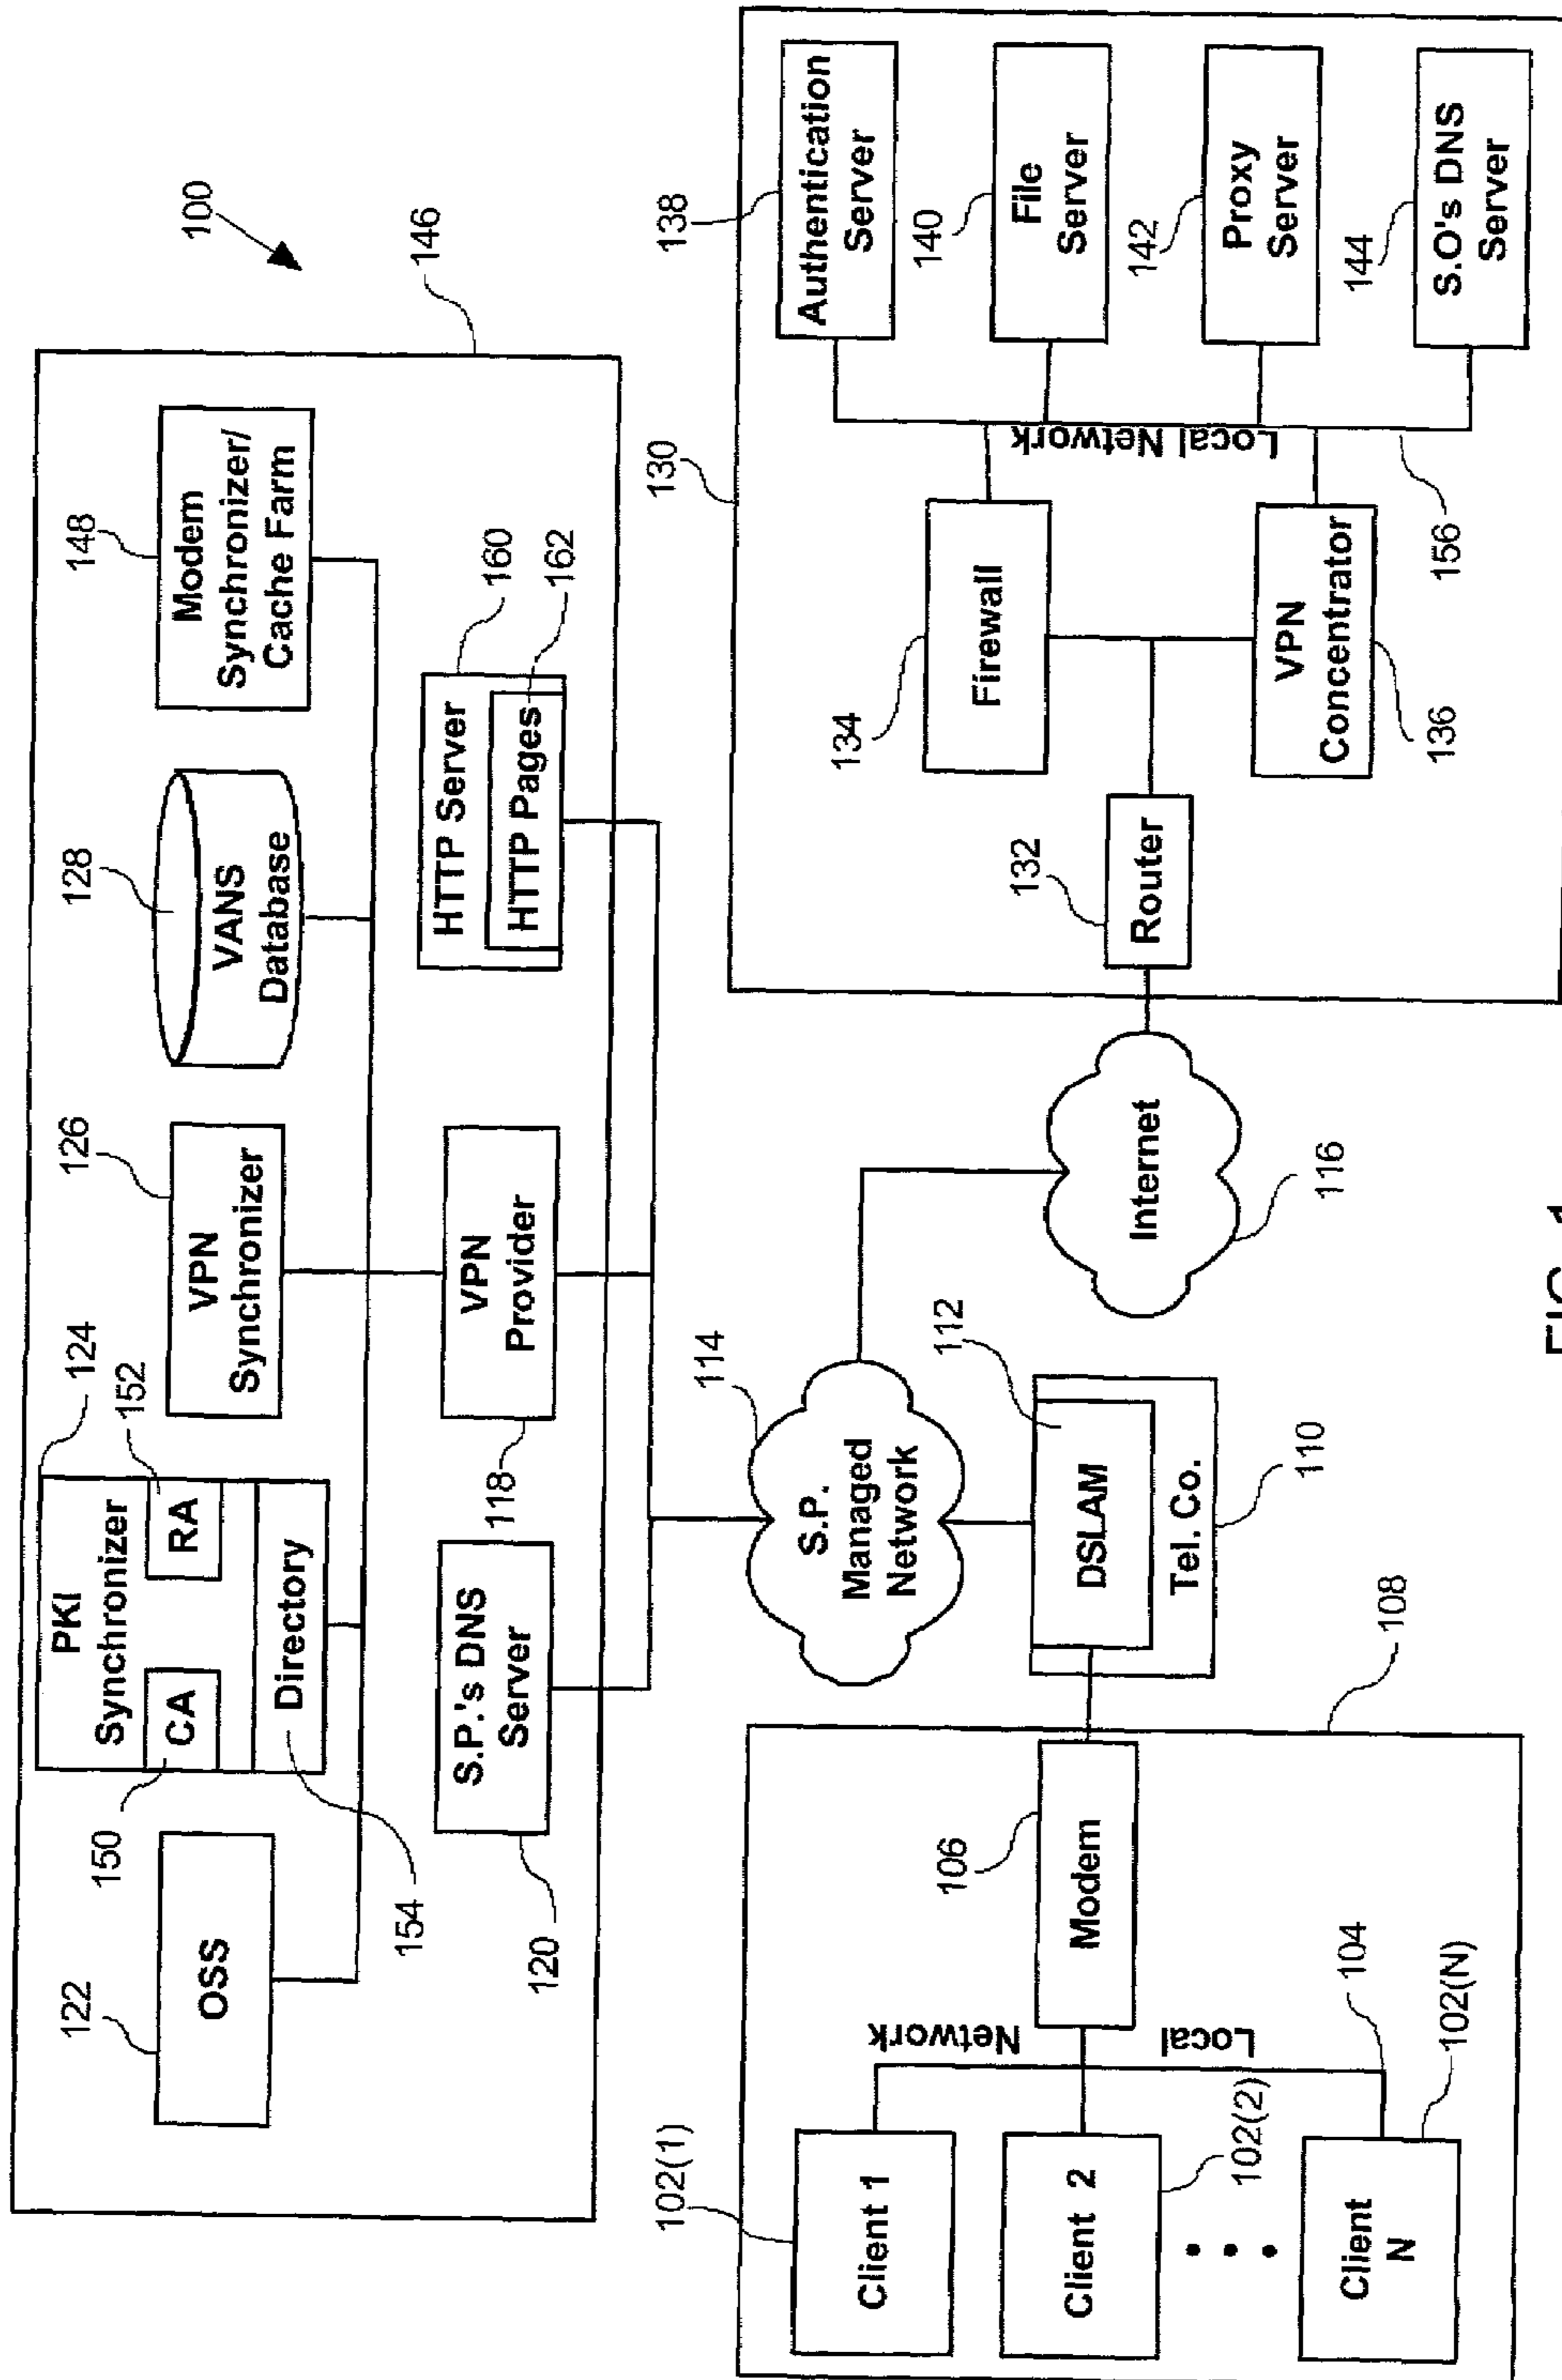 100
146
122
OSS
124
PKI
Synchronizer
150
CA
152
RA
Directory
154
126
VPN
Synchronizer
128
VANS
Database
148
Modem
Synchronizer/
Cache Farm
120
S.P.'s DNS
Server
118
VPN
Provider
160
HTTP Server
162
HTTP Pages
114
S.P.
Managed
Network
112
DSLAM
Tel. Co.
110
Internet
116
108
102(1)
Client 1
Client 2
102(2)
Client
N
102(N)
104
Local
Network
106
Modem
130
132
Router
134
Firewall
VPN
Concentrator
136
Local Network
156
138
Authentication
Server
140
File
Server
142
Proxy
Server
144
S.O's DNS
Server
FIG. 1